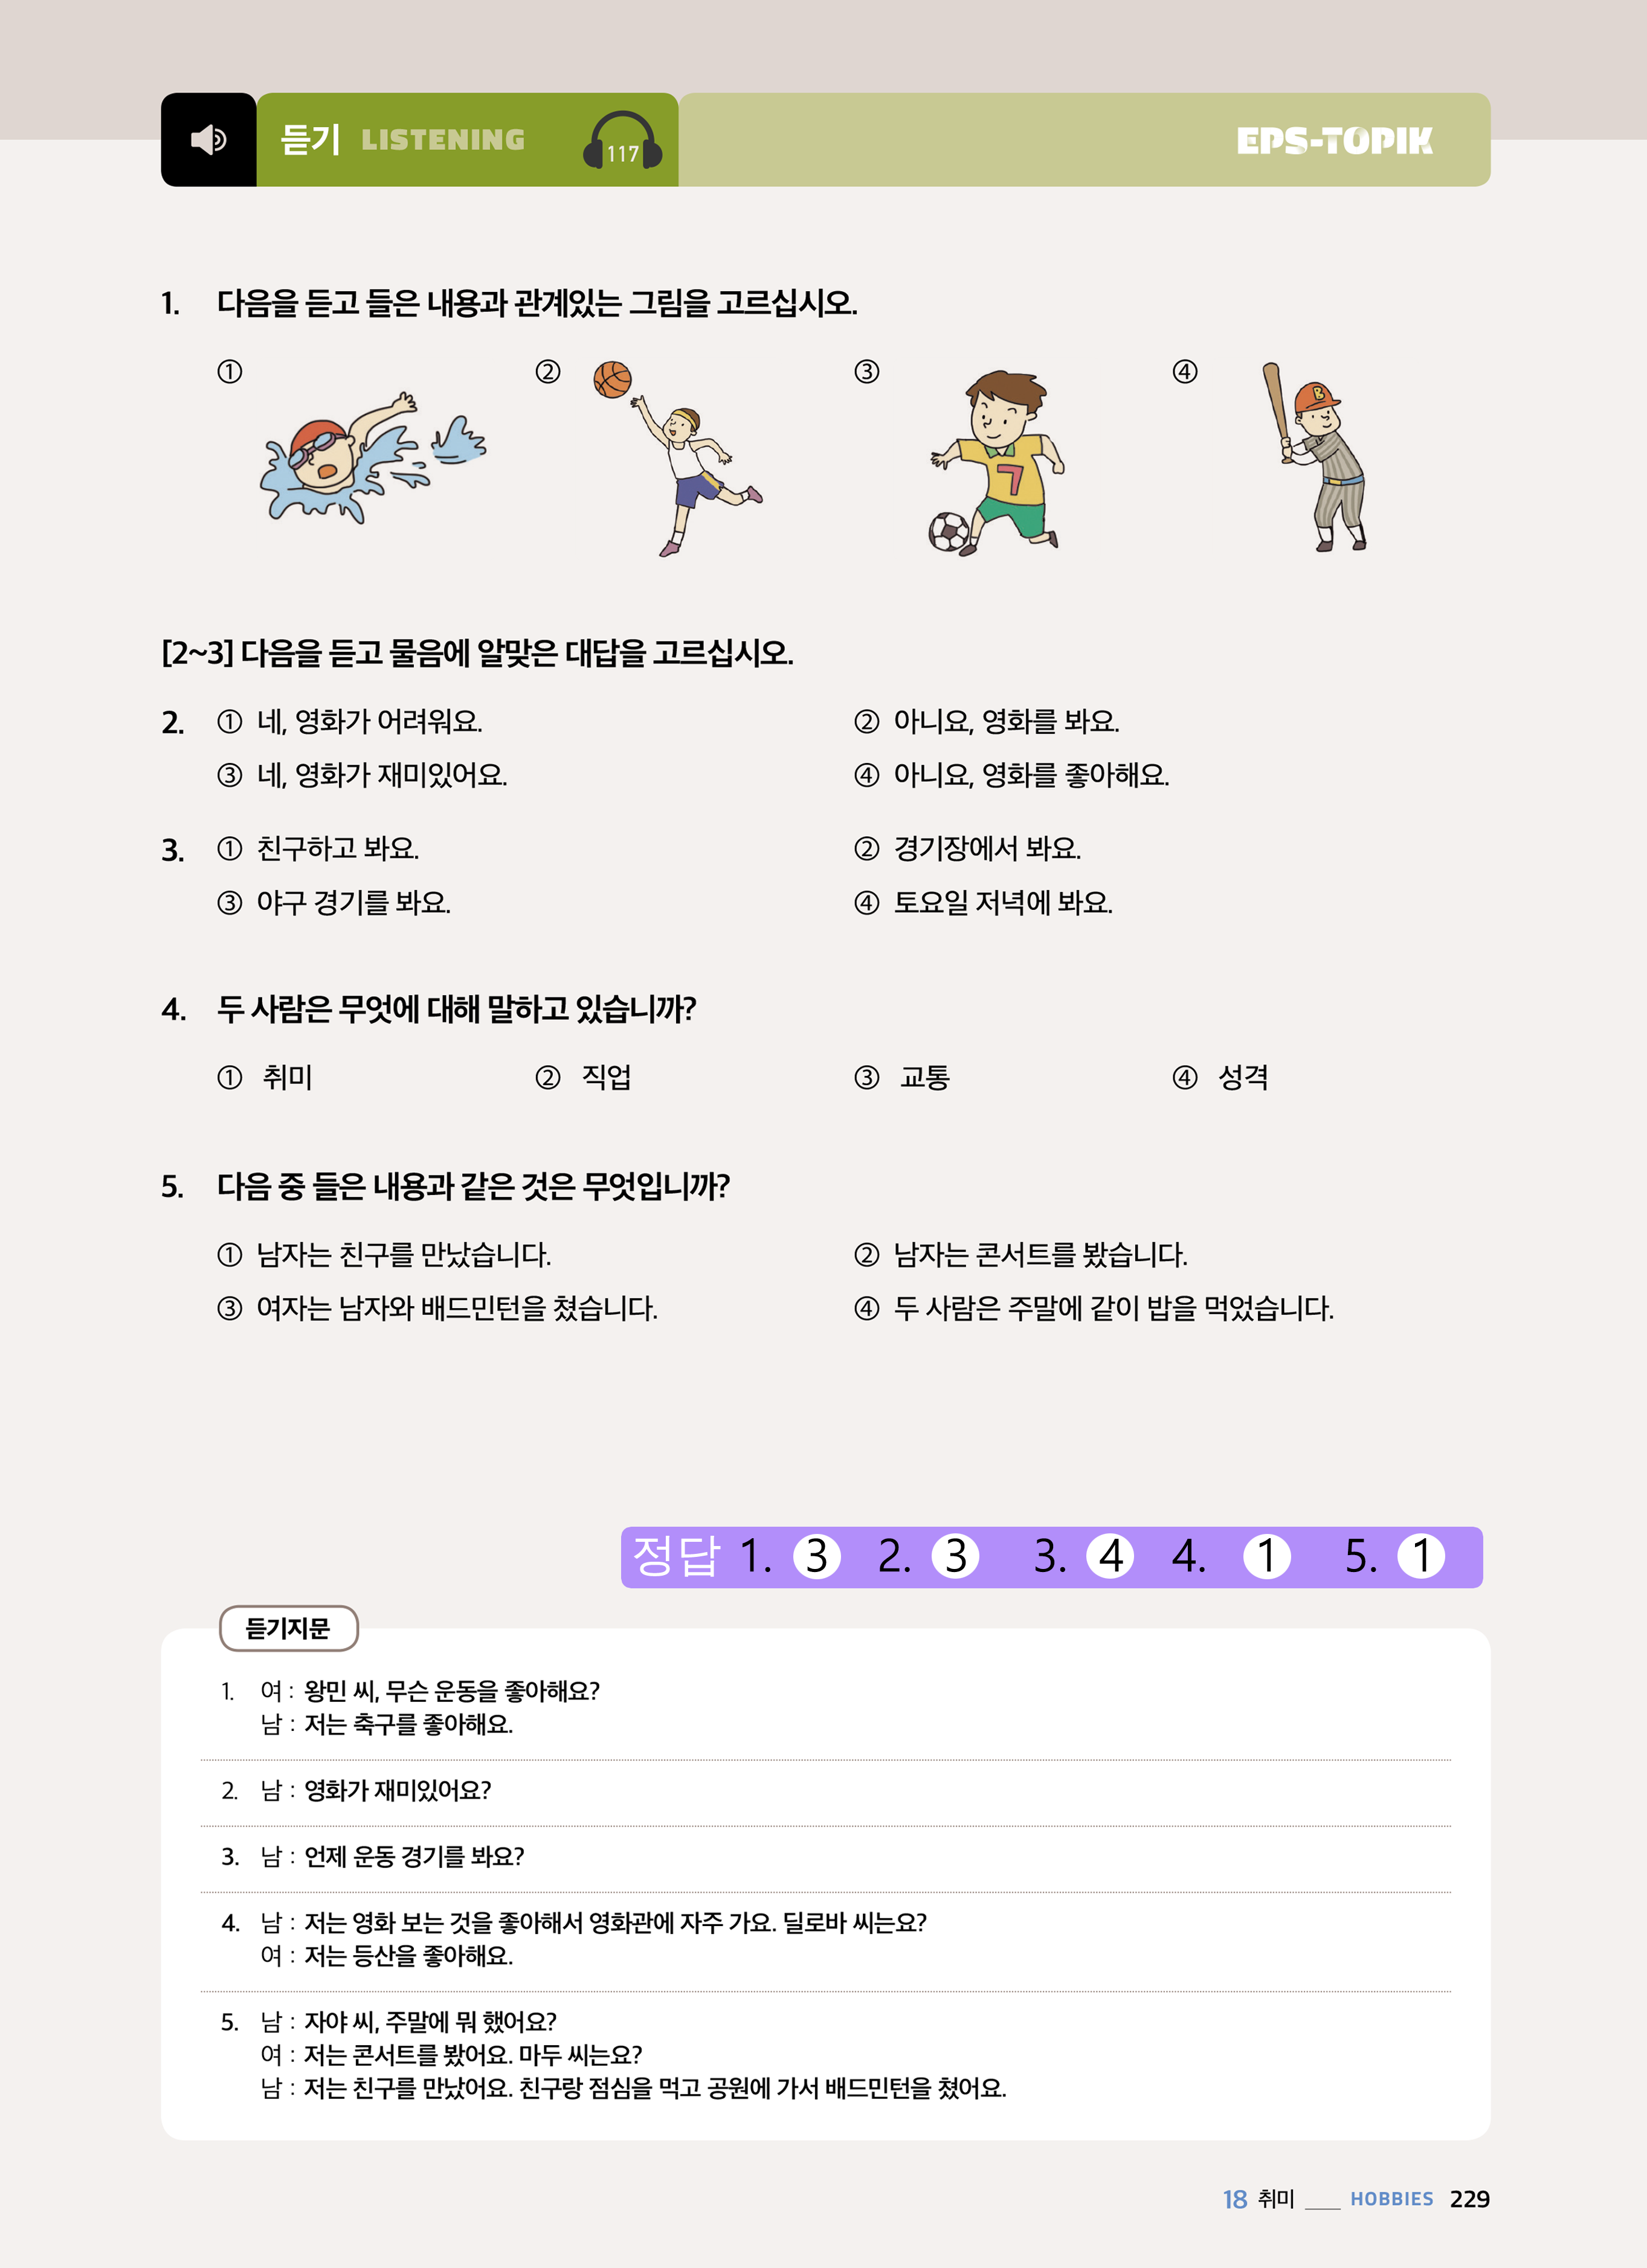 듣기 LISTENING 117 EPS-TOPIK
1. 다음을 듣고 들은 내용과 관계있는 그림을 고르십시오.
① ② ③ ④
7
B
[2~3] 다음을 듣고 물음에 알맞은 대답을 고르십시오.
2. ① 네, 영화가 어려워요. ② 아니요, 영화를 봐요.
③ 네, 영화가 재미있어요. ④ 아니요, 영화를 좋아해요.
3. ① 친구하고 봐요. ② 경기장에서 봐요.
③ 야구 경기를 봐요. ④ 토요일 저녁에 봐요.
4. 두 사람은 무엇에 대해 말하고 있습니까?
① 취미 ② 직업 ③ 교통 ④ 성격
5. 다음 중 들은 내용과 같은 것은 무엇입니까?
① 남자는 친구를 만났습니다. ② 남자는 콘서트를 봤습니다.
③ 여자는 남자와 배드민턴을 쳤습니다. ④ 두 사람은 주말에 같이 밥을 먹었습니다.
정답 1. 3 2. 3 3. 4 4. 1 5. 1
듣기지문
1. 여 : 왕민 씨, 무슨 운동을 좋아해요?
남 : 저는 축구를 좋아해요.
2. 남 : 영화가 재미있어요?
3. 남 : 언제 운동 경기를 봐요?
4. 남 : 저는 영화 보는 것을 좋아해서 영화관에 자주 가요. 딜로바 씨는요?
여 : 저는 등산을 좋아해요.
5. 남 : 자야 씨, 주말에 뭐 했어요?
여 : 저는 콘서트를 봤어요. 마두 씨는요?
남 : 저는 친구를 만났어요. 친구랑 점심을 먹고 공원에 가서 배드민턴을 쳤어요.
18 취미 ___ HOBBIES 229